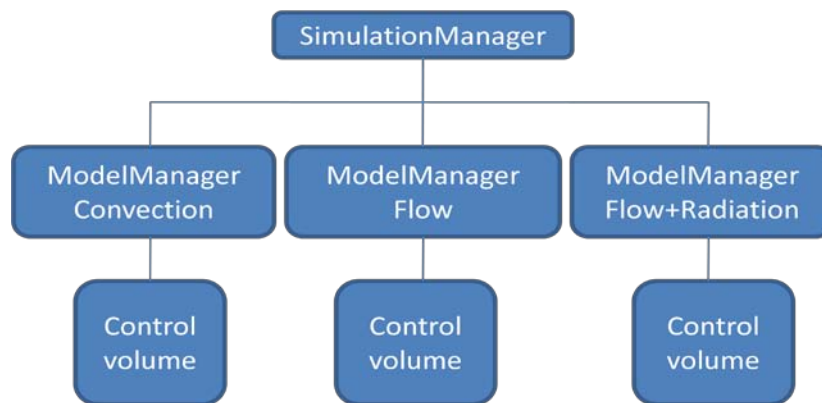 SimulationManager
ModelManager
Convection
ModelManager
Flow
ModelManager
Flow+Radiation
Control
volume
Control
volume
Control
volume